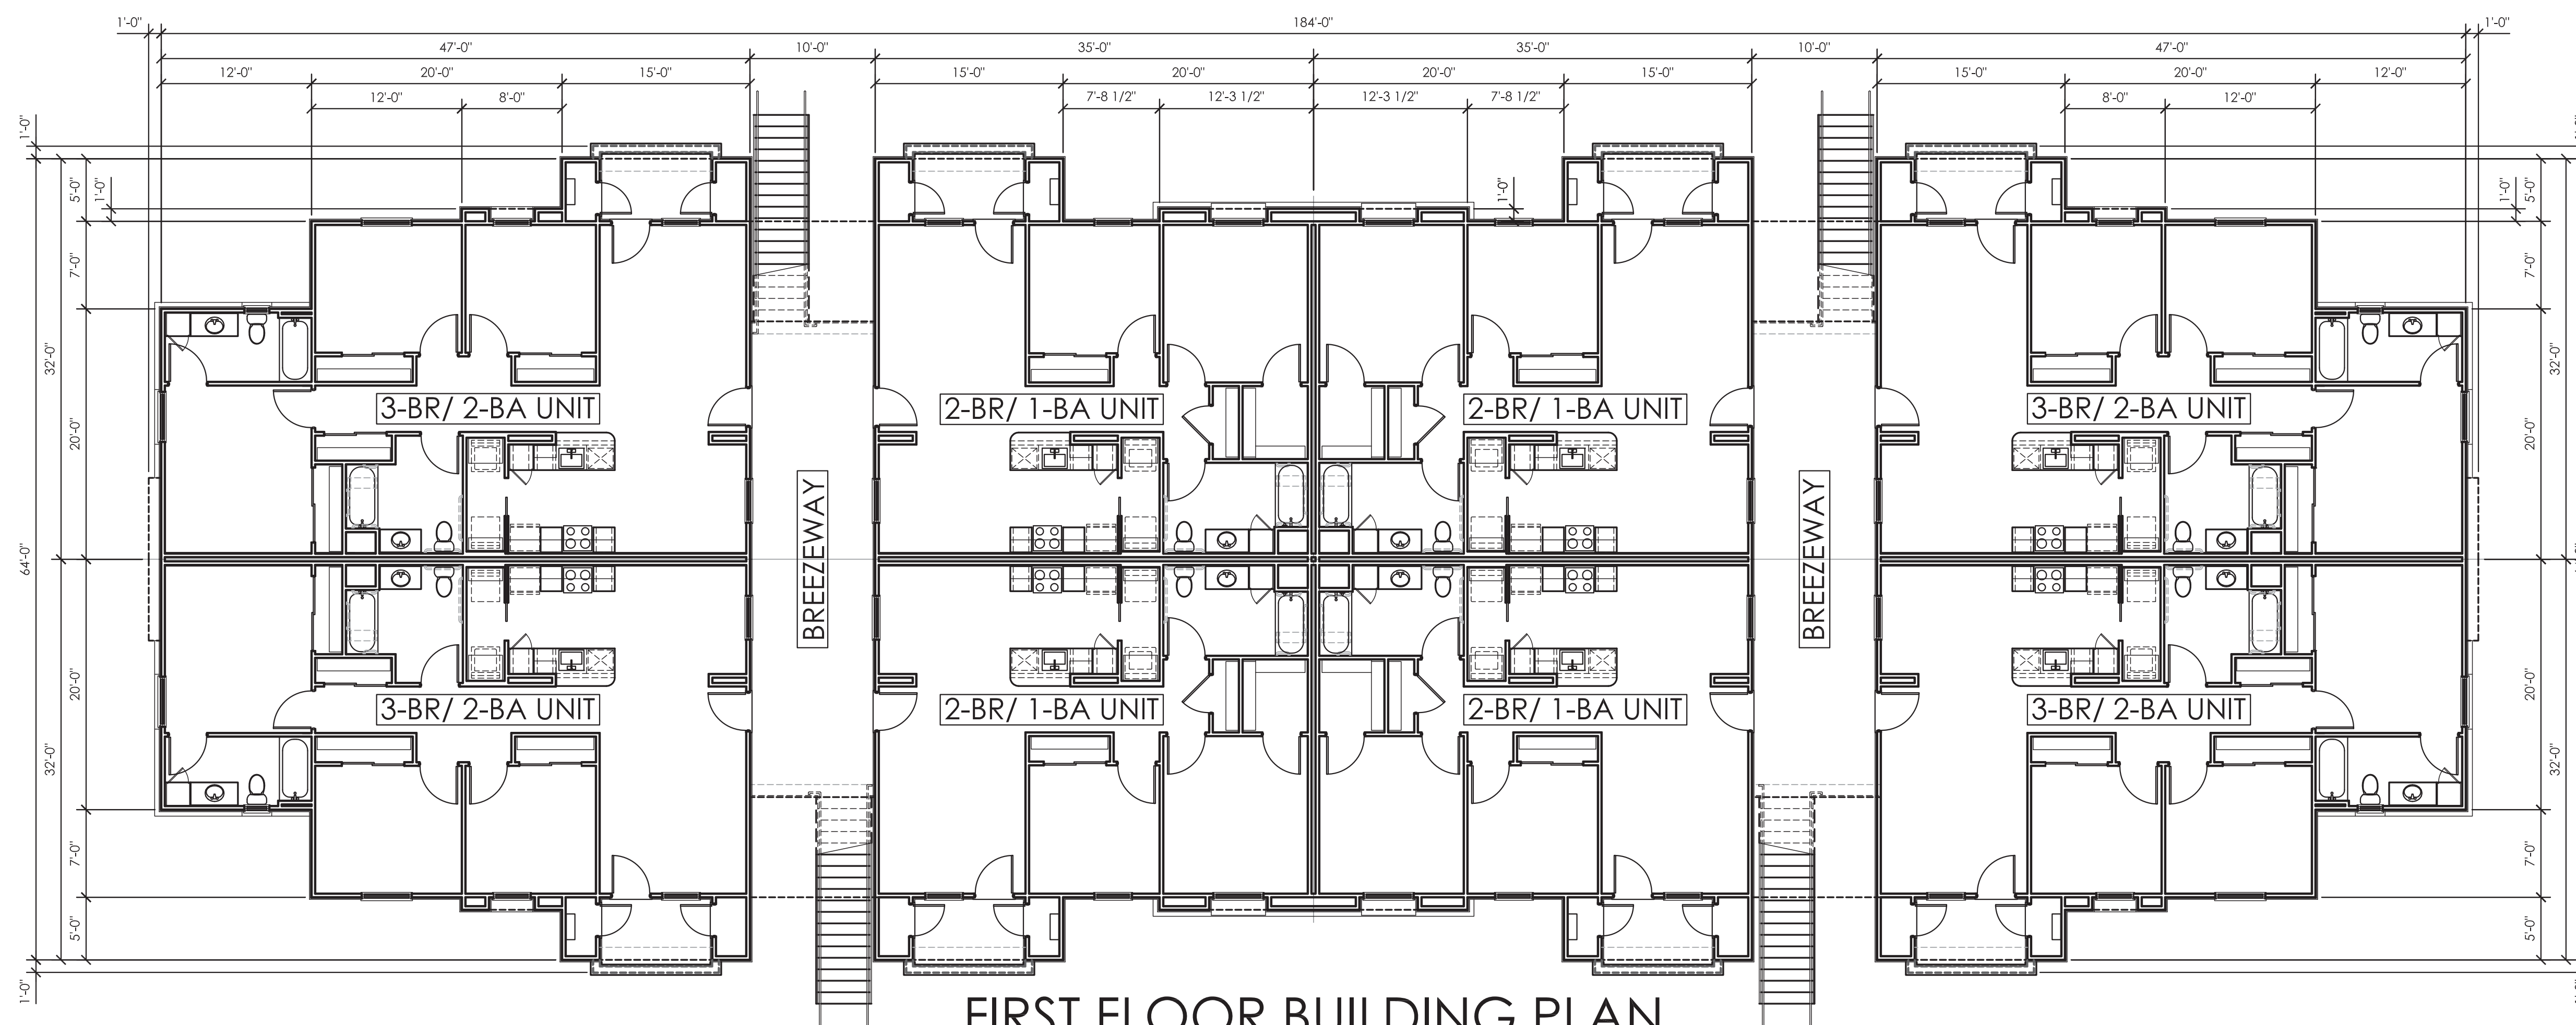 1'-0" 184'-0" 1'-0"
47'-0" 10'-0" 35'-0" 35'-0" 10'-0" 47'-0"
12'-0" 20'-0" 15'-0" 15'-0" 20'-0" 20'-0" 15'-0" 15'-0" 20'-0" 12'-0"
12'-0" 8'-0" 7'-8 1/2" 12'-3 1/2" 12'-3 1/2" 7'-8 1/2" 8'-0" 12'-0"
1'-0"
5'-0" 1'-0" 1'-0" 1'-0" 5'-0"
7'-0" 7'-0"
32'-0" 32'-0"
3-BR/ 2-BA UNIT 2-BR/ 1-BA UNIT 2-BR/ 1-BA UNIT 3-BR/ 2-BA UNIT
20'-0" 20'-0"
64'-0" BREEZEWAY BREEZEWAY
20'-0" 20'-0"
3-BR/ 2-BA UNIT 2-BR/ 1-BA UNIT 2-BR/ 1-BA UNIT 3-BR/ 2-BA UNIT
32'-0" 32'-0"
7'-0" 7'-0"
5'-0" 5'-0"
1'-0"
FIRST FLOOR BUILDING PLAN